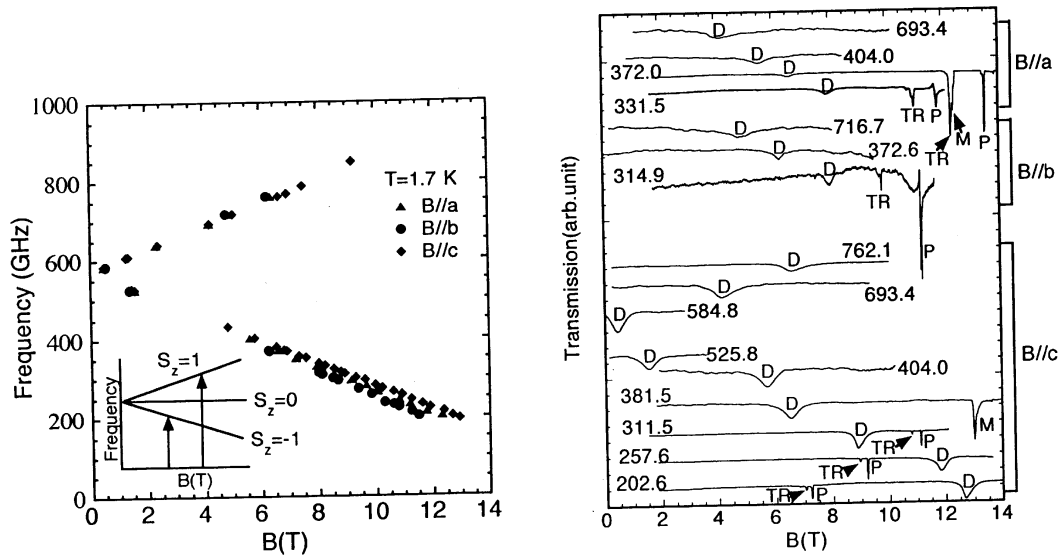 1000
800
600
400
200
0
Frequency (GHz)
T=1.7 K
B//a
B//b
B//c
Frequency
S_z=1
S_z=0
S_z=-1
B(T)
0 2 4 6 8 10 12 14
B(T)
Transmission(arb.unit)
D 693.4
D 404.0
372.0 D
331.5 D
TR P
TR M P
B//a
D 716.7
D 372.6
314.9 D
TR
P
B//b
D 762.1
D 693.4
D 584.8
D 525.8
D 404.0
381.5 D
M
311.5 D
TR P
257.6 D
TR P
202.6 D
TR P
B//c
0 2 4 6 8 10 12 14
B(T)